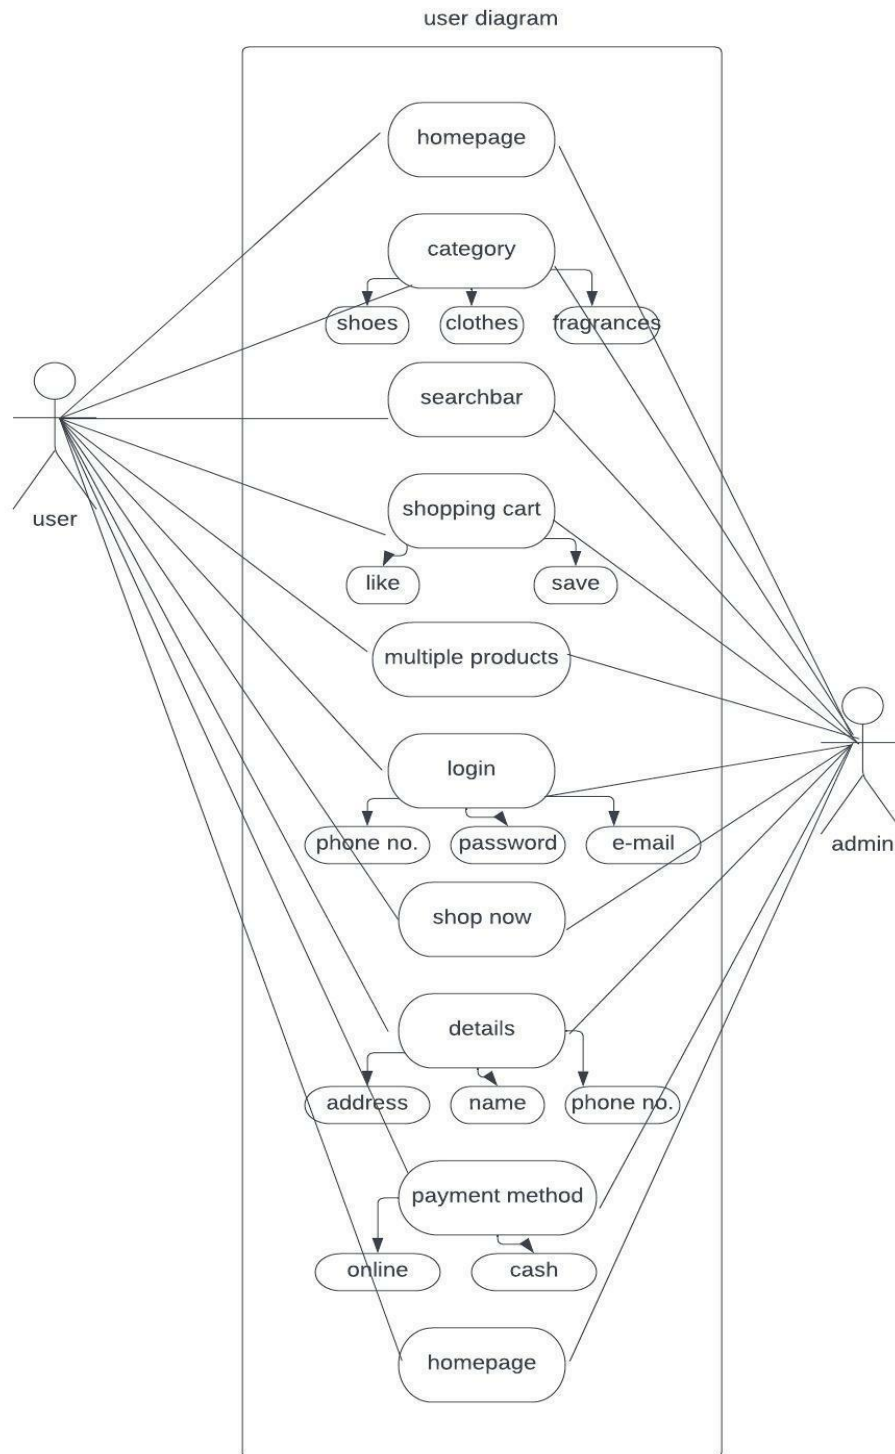 user diagram
homepage
category
shoes
clothes
fragrances
searchbar
shopping cart
user
like
save
multiple products
login
phone no.
password
e-mail
admin
shop now
details
address
name
phone no.
payment method
online
cash
homepage